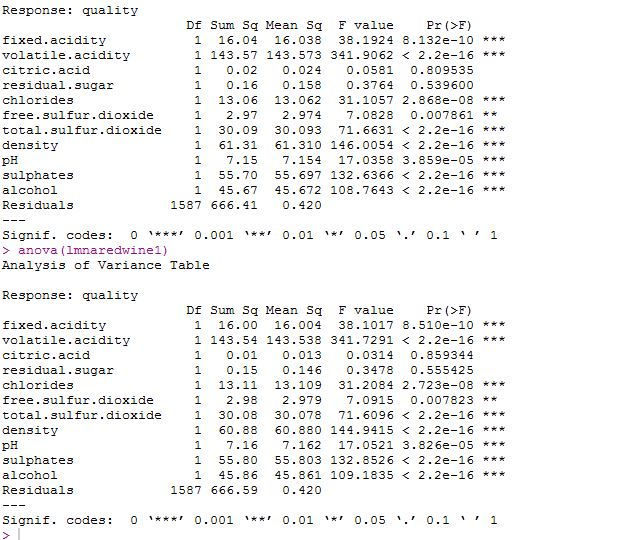 Response: quality
Df Sum Sq Mean Sq F value Pr(>F)
fixed.acidity 1 16.04 16.038 38.1924 8.132e-10 ***
volatile.acidity 1 143.57 143.573 341.9062 < 2.2e-16 ***
citric.acid 1 0.02 0.024 0.0581 0.809535
residual.sugar 1 0.16 0.158 0.3764 0.539600
chlorides 1 13.06 13.062 31.1057 2.868e-08 ***
free.sulfur.dioxide 1 2.97 2.974 7.0828 0.007861 **
total.sulfur.dioxide 1 30.09 30.093 71.6631 < 2.2e-16 ***
density 1 61.31 61.310 146.0054 < 2.2e-16 ***
pH 1 7.15 7.154 17.0358 3.859e-05 ***
sulphates 1 55.70 55.697 132.6366 < 2.2e-16 ***
alcohol 1 45.67 45.672 108.7643 < 2.2e-16 ***
Residuals 1587 666.41 0.420
---
Signif. codes: 0 ‘***’ 0.001 ‘**’ 0.01 ‘*’ 0.05 ‘.’ 0.1 ‘ ’ 1
> anova(lmnaredwine1)
Analysis of Variance Table
Response: quality
Df Sum Sq Mean Sq F value Pr(>F)
fixed.acidity 1 16.00 16.004 38.1017 8.510e-10 ***
volatile.acidity 1 143.54 143.538 341.7291 < 2.2e-16 ***
citric.acid 1 0.01 0.013 0.0314 0.859344
residual.sugar 1 0.15 0.146 0.3478 0.555425
chlorides 1 13.11 13.109 31.2084 2.723e-08 ***
free.sulfur.dioxide 1 2.98 2.979 7.0915 0.007823 **
total.sulfur.dioxide 1 30.08 30.078 71.6096 < 2.2e-16 ***
density 1 60.88 60.880 144.9415 < 2.2e-16 ***
pH 1 7.16 7.162 17.0521 3.826e-05 ***
sulphates 1 55.80 55.803 132.8526 < 2.2e-16 ***
alcohol 1 45.86 45.861 109.1835 < 2.2e-16 ***
Residuals 1587 666.59 0.420
---
Signif. codes: 0 ‘***’ 0.001 ‘**’ 0.01 ‘*’ 0.05 ‘.’ 0.1 ‘ ’ 1
>